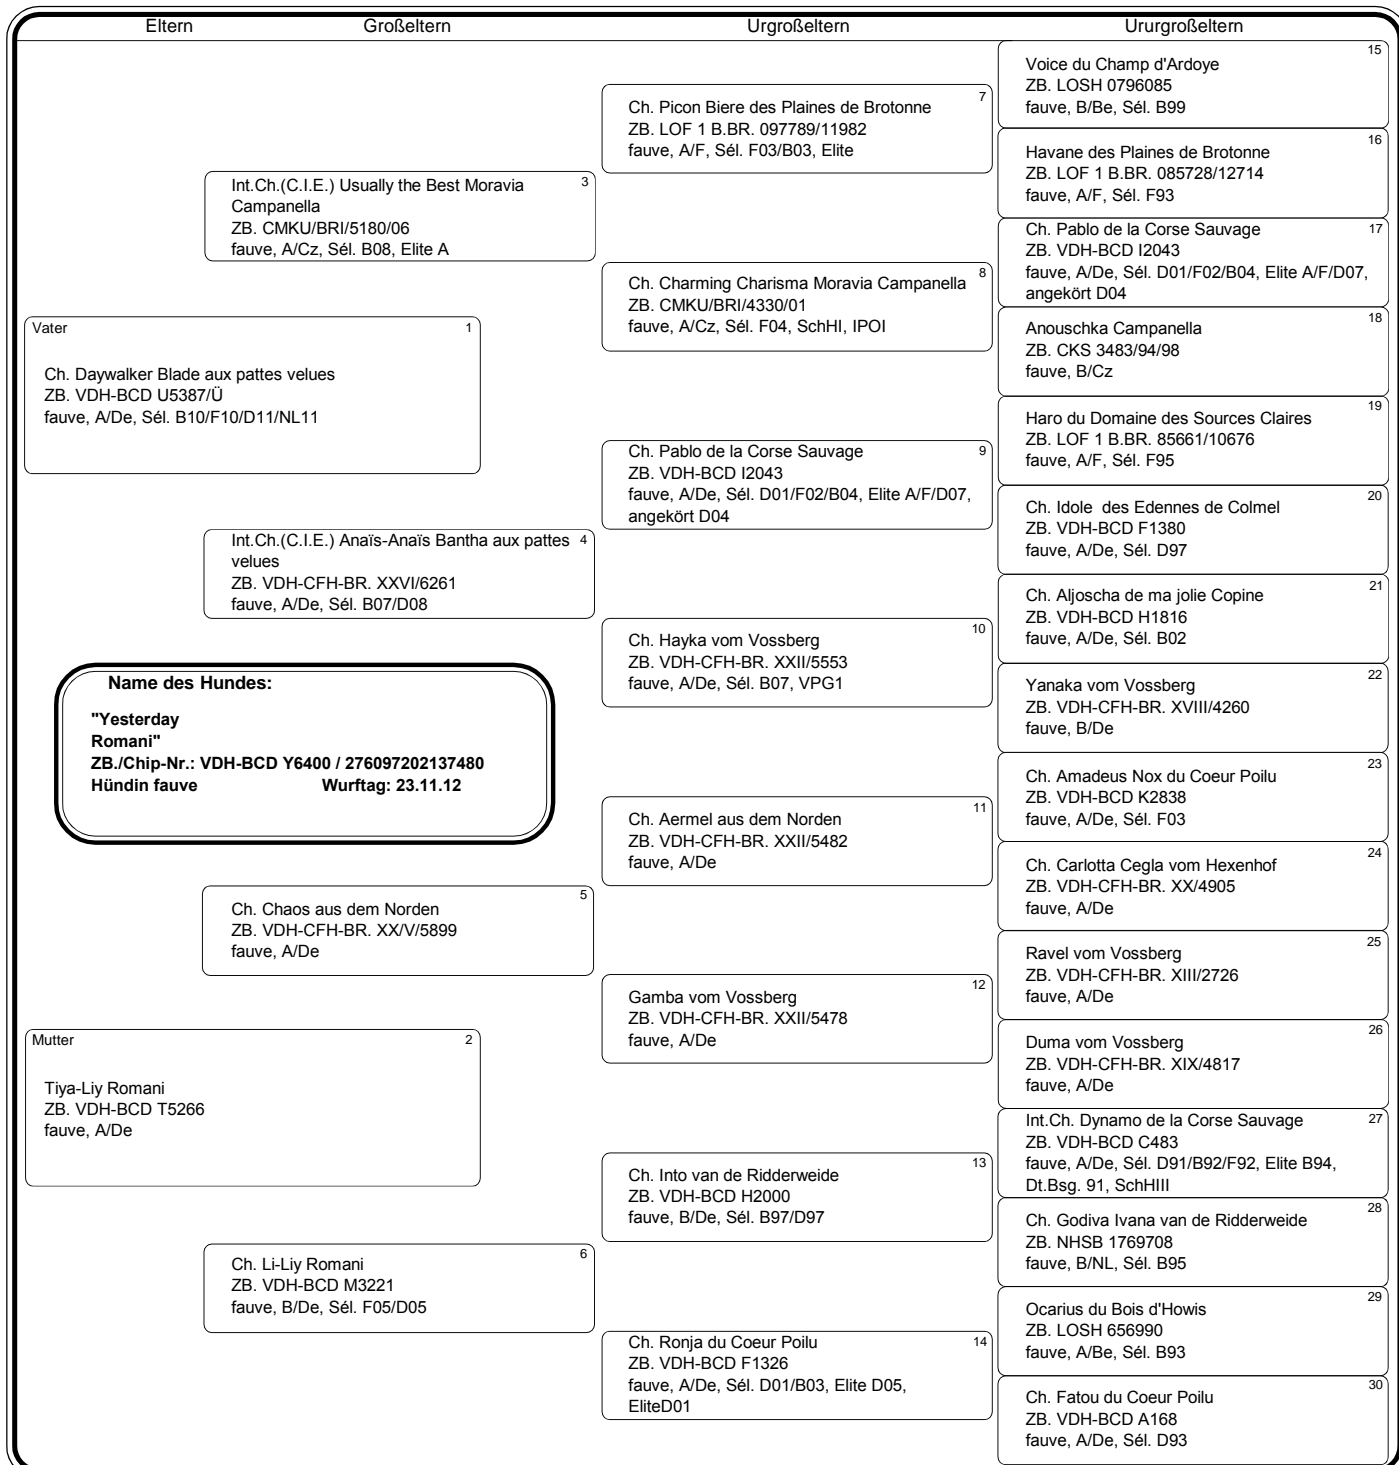 Eltern Großeltern Urgroßeltern Ururgroßeltern
Vater 1
Ch. Daywalker Blade aux pattes velues
ZB. VDH-BCD U5387/Ü
fauve, A/De, Sél. B10/F10/D11/NL11
Name des Hundes:
"Yesterday
Romani"
ZB./Chip-Nr.: VDH-BCD Y6400 / 276097202137480
Hündin fauve Wurftag: 23.11.12
Mutter 2
Tiya-Liy Romani
ZB. VDH-BCD T5266
fauve, A/De
Int.Ch.(C.I.E.) Usually the Best Moravia 3
Campanella
ZB. CMKU/BRI/5180/06
fauve, A/Cz, Sél. B08, Elite A
Int.Ch.(C.I.E.) Anaïs-Anaïs Bantha aux pattes 4
velues
ZB. VDH-CFH-BR. XXVI/6261
fauve, A/De, Sél. B07/D08
5
Ch. Chaos aus dem Norden
ZB. VDH-CFH-BR. XX/V/5899
fauve, A/De
6
Ch. Li-Liy Romani
ZB. VDH-BCD M3221
fauve, B/De, Sél. F05/D05
7
Ch. Picon Biere des Plaines de Brotonne
ZB. LOF 1 B.BR. 097789/11982
fauve, A/F, Sél. F03/B03, Elite
8
Ch. Charming Charisma Moravia Campanella
ZB. CMKU/BRI/4330/01
fauve, A/Cz, Sél. F04, SchHI, IPOI
9
Ch. Pablo de la Corse Sauvage
ZB. VDH-BCD I2043
fauve, A/De, Sél. D01/F02/B04, Elite A/F/D07,
angekört D04
10
Ch. Hayka vom Vossberg
ZB. VDH-CFH-BR. XXII/5553
fauve, A/De, Sél. B07, VPG1
11
Ch. Aermel aus dem Norden
ZB. VDH-CFH-BR. XXII/5482
fauve, A/De
12
Gamba vom Vossberg
ZB. VDH-CFH-BR. XXII/5478
fauve, A/De
13
Ch. Into van de Ridderweide
ZB. VDH-BCD H2000
fauve, B/De, Sél. B97/D97
14
Ch. Ronja du Coeur Poilu
ZB. VDH-BCD F1326
fauve, A/De, Sél. D01/B03, Elite D05,
EliteD01
15
Voice du Champ d'Ardoye
ZB. LOSH 0796085
fauve, B/Be, Sél. B99
16
Havane des Plaines de Brotonne
ZB. LOF 1 B.BR. 085728/12714
fauve, A/F, Sél. F93
Ch. Pablo de la Corse Sauvage 17
ZB. VDH-BCD I2043
fauve, A/De, Sél. D01/F02/B04, Elite A/F/D07,
angekört D04
18
Anouschka Campanella
ZB. CKS 3483/94/98
fauve, B/Cz
19
Haro du Domaine des Sources Claires
ZB. LOF 1 B.BR. 85661/10676
fauve, A/F, Sél. F95
20
Ch. Idole des Edennes de Colmel
ZB. VDH-BCD F1380
fauve, A/De, Sél. D97
21
Ch. Aljoscha de ma jolie Copine
ZB. VDH-BCD H1816
fauve, A/De, Sél. B02
22
Yanaka vom Vossberg
ZB. VDH-CFH-BR. XVIII/4260
fauve, B/De
23
Ch. Amadeus Nox du Coeur Poilu
ZB. VDH-BCD K2838
fauve, A/De, Sél. F03
24
Ch. Carlotta Cegla vom Hexenhof
ZB. VDH-CFH-BR. XX/4905
fauve, A/De
25
Ravel vom Vossberg
ZB. VDH-CFH-BR. XIII/2726
fauve, A/De
26
Duma vom Vossberg
ZB. VDH-CFH-BR. XIX/4817
fauve, A/De
Int.Ch. Dynamo de la Corse Sauvage 27
ZB. VDH-BCD C483
fauve, A/De, Sél. D91/B92/F92, Elite B94,
Dt.Bsg. 91, SchHIII
28
Ch. Godiva Ivana van de Ridderweide
ZB. NHSB 1769708
fauve, B/NL, Sél. B95
29
Ocarius du Bois d'Howis
ZB. LOSH 656990
fauve, A/Be, Sél. B93
30
Ch. Fatou du Coeur Poilu
ZB. VDH-BCD A168
fauve, A/De, Sél. D93